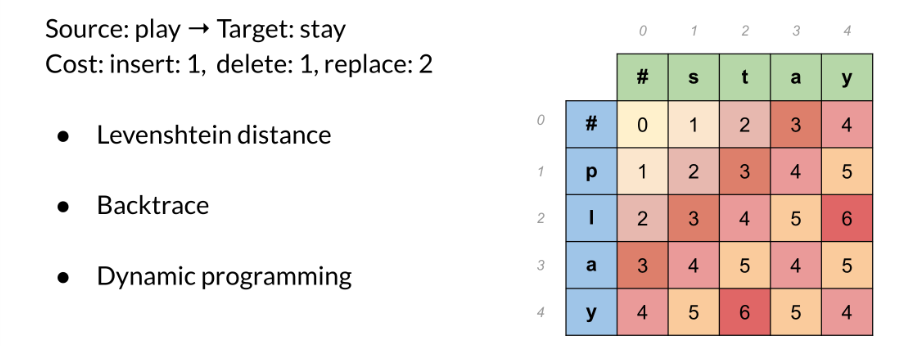 Source: play → Target: stay
Cost: insert: 1, delete: 1, replace: 2
● Levenshtein distance
● Backtrace
● Dynamic programming
0 1 2 3 4
# s t a y
0 # 0 1 2 3 4
1 p 1 2 3 4 5
2 l 2 3 4 5 6
3 a 3 4 5 4 5
4 y 4 5 6 5 4